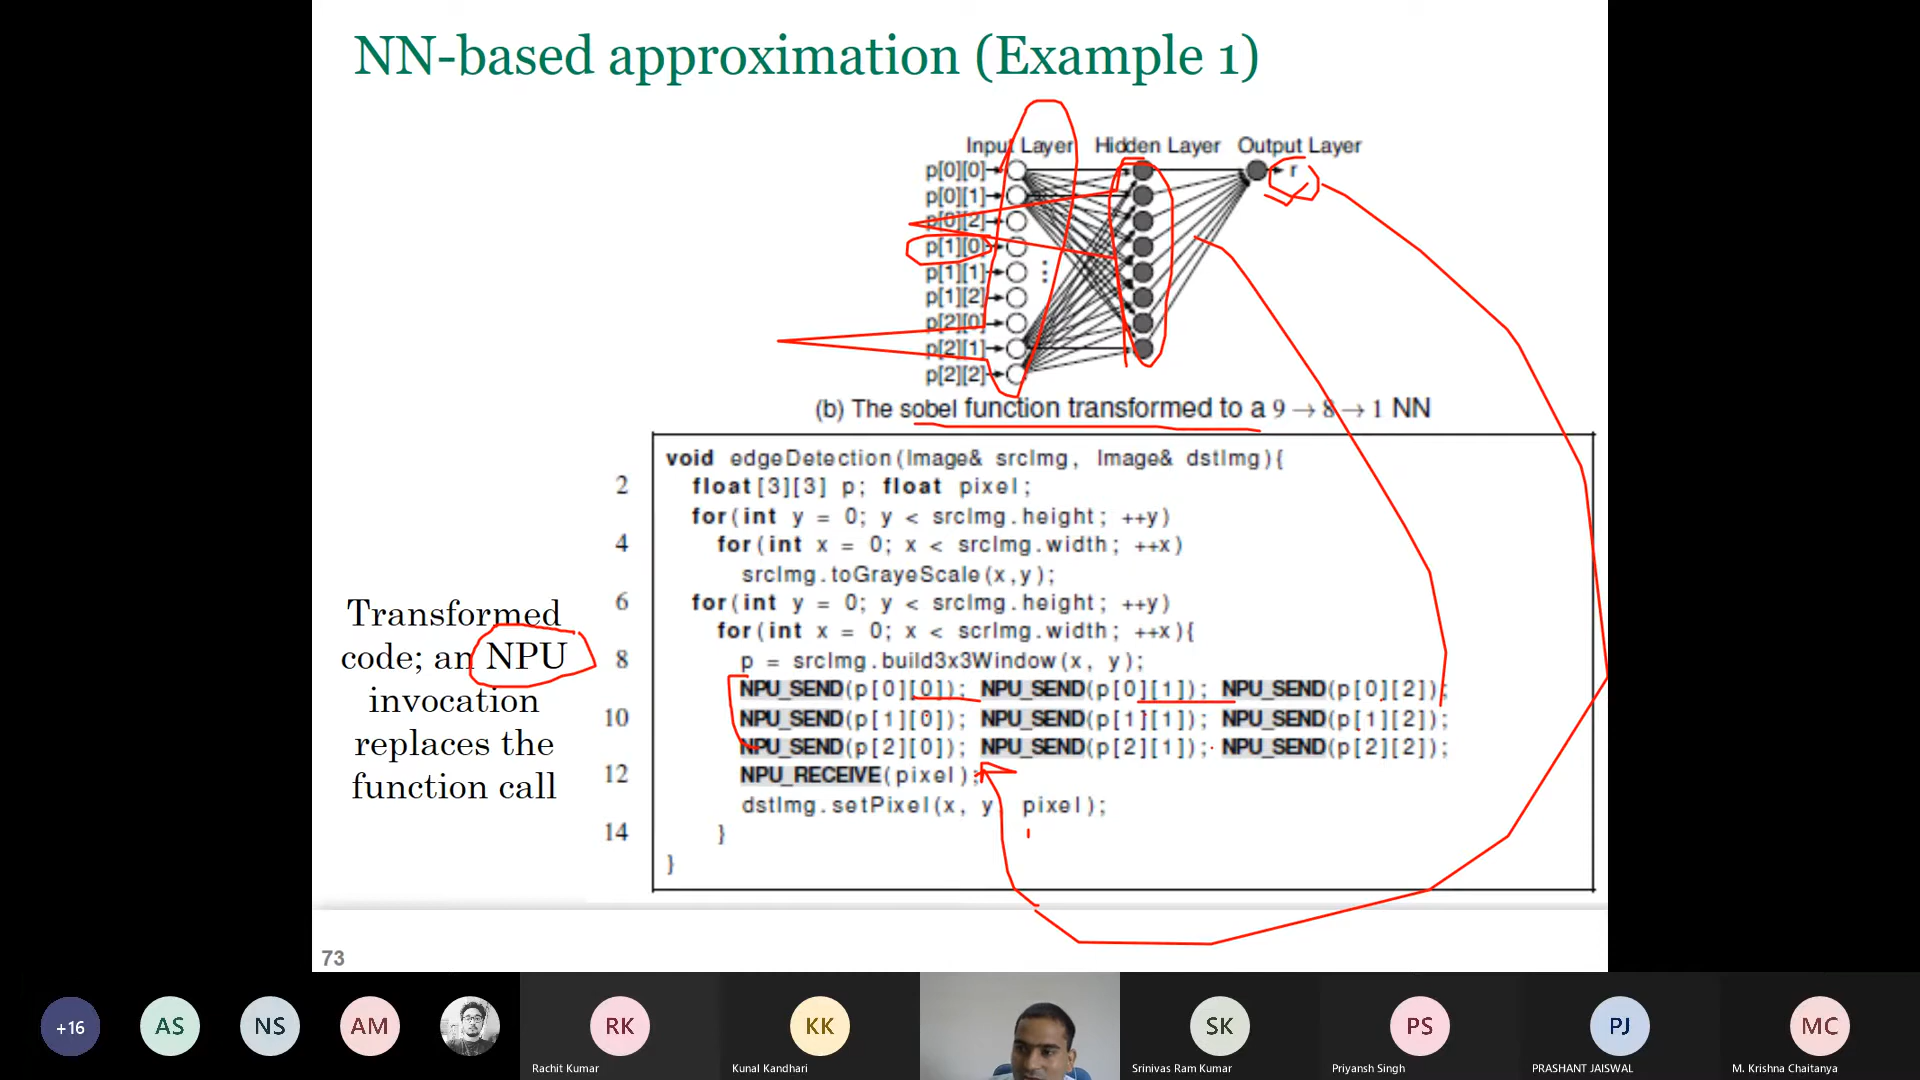 NN-based approximation (Example 1)
Input Layer Hidden Layer Output Layer
p[0][0] r
p[0][1]
p[0][2]
p[1][0]
p[1][1]
p[1][2]
p[2][0]
p[2][1]
p[2][2]
(b) The sobel function transformed to a 9 → 8 → 1 NN
void edgeDetection(Image& srcImg, Image& dstImg){
2 float[3][3] p; float pixel;
for(int y = 0; y < srcImg.height; ++y)
4 for(int x = 0; x < srcImg.width; ++x)
srcImg.toGrayeScale(x,y);
6 for(int y = 0; y < srcImg.height; ++y)
for(int x = 0; x < scrImg.width; ++x){
8 p = srcImg.build3x3Window(x, y);
NPU_SEND(p[0][0]); NPU_SEND(p[0][1]); NPU_SEND(p[0][2]);
10 NPU_SEND(p[1][0]); NPU_SEND(p[1][1]); NPU_SEND(p[1][2]);
NPU_SEND(p[2][0]); NPU_SEND(p[2][1]); NPU_SEND(p[2][2]);
12 NPU_RECEIVE(pixel);
dstImg.setPixel(x, y, pixel);
14 }
}
Transformed
code; an NPU
invocation
replaces the
function call
73
+16 AS NS AM RK KK SK PS PJ MC
Rachit Kumar Kunal Kandhari Srinivas Ram Kumar Priyansh Singh PRASHANT JAISWAL M. Krishna Chaitanya